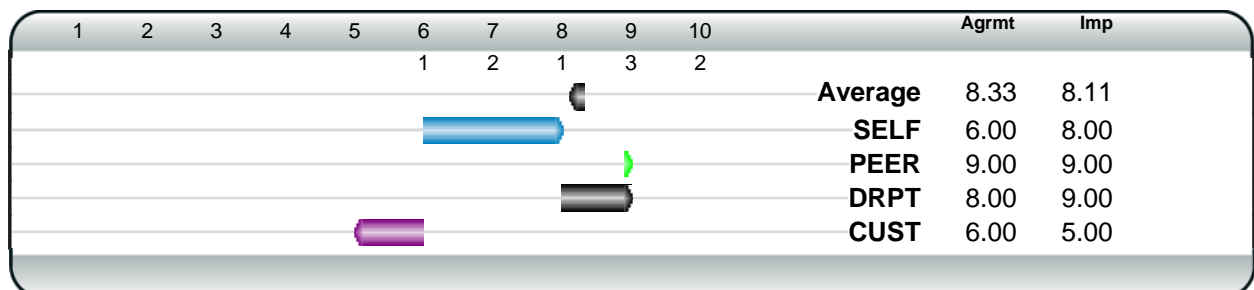 1 2 3 4 5 6 7 8 9 10 Agrmt Imp
1 2 1 3 2
Average 8.33 8.11
SELF 6.00 8.00
PEER 9.00 9.00
DRPT 8.00 9.00
CUST 6.00 5.00